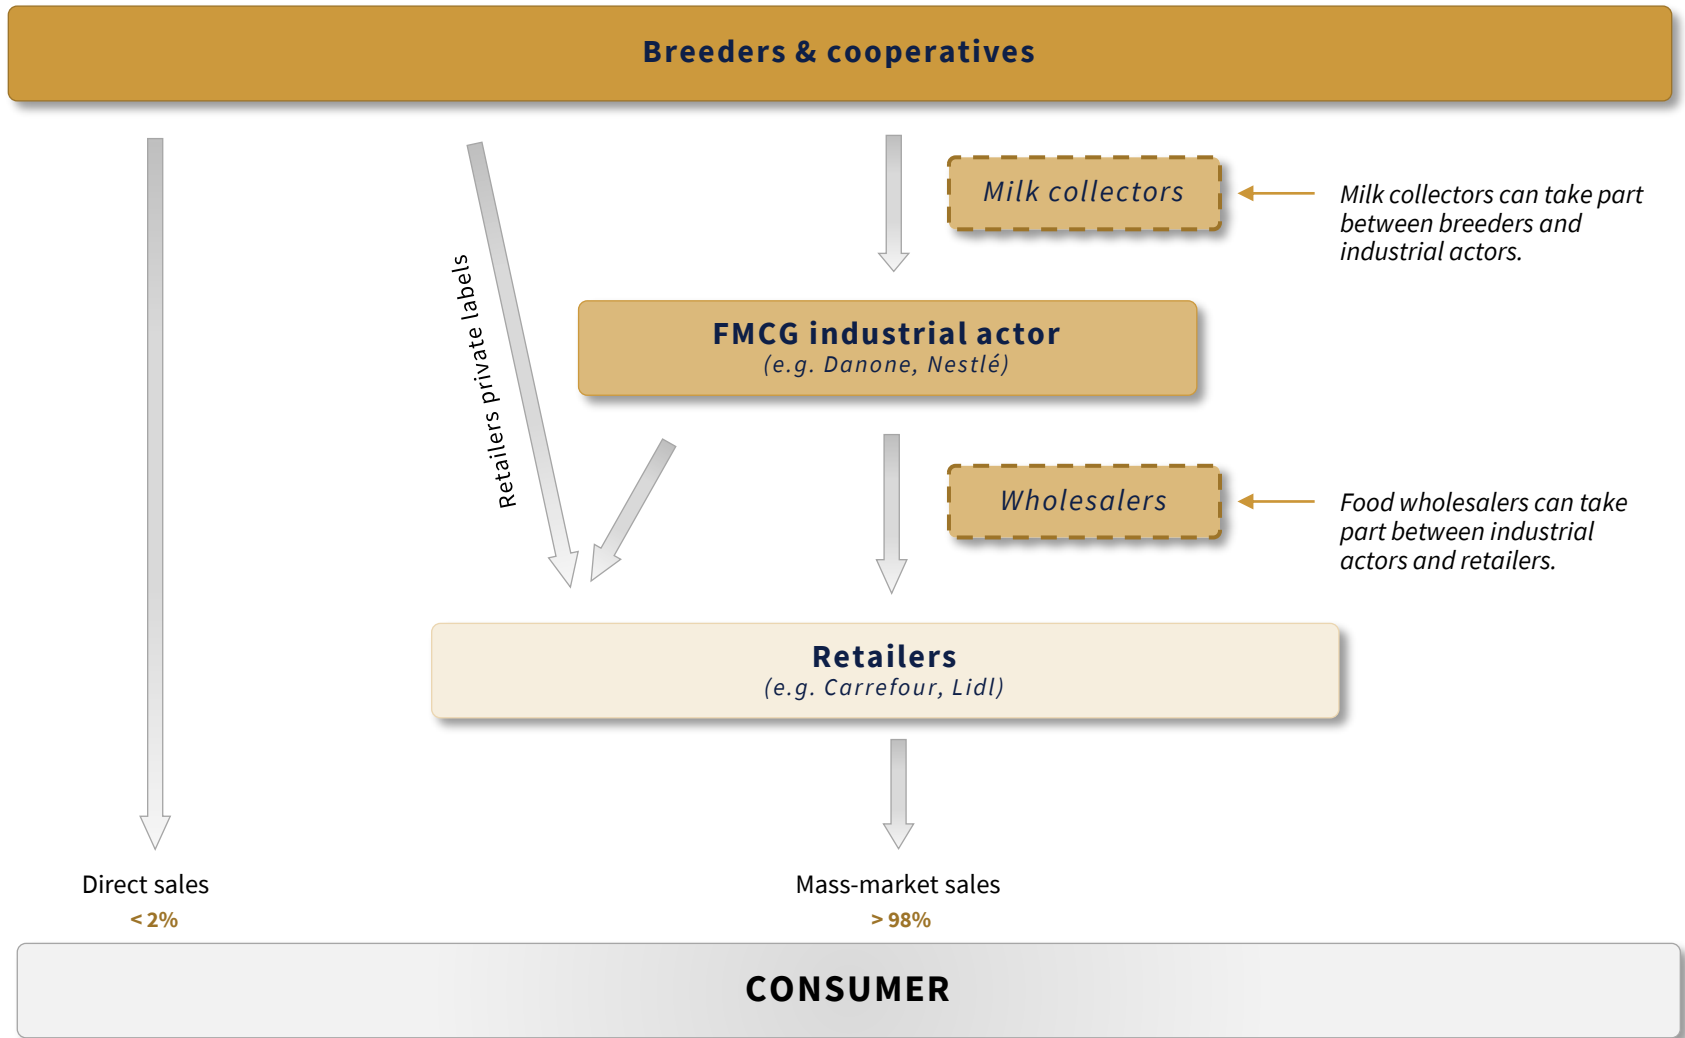 Breeders & cooperatives
Milk collectors
Milk collectors can take part
between breeders and
industrial actors.
Retailers private labels
FMCG industrial actor
(e.g. Danone, Nestlé)
Wholesalers
Food wholesalers can take
part between industrial
actors and retailers.
Retailers
(e.g. Carrefour, Lidl)
Direct sales
< 2%
Mass-market sales
> 98%
CONSUMER